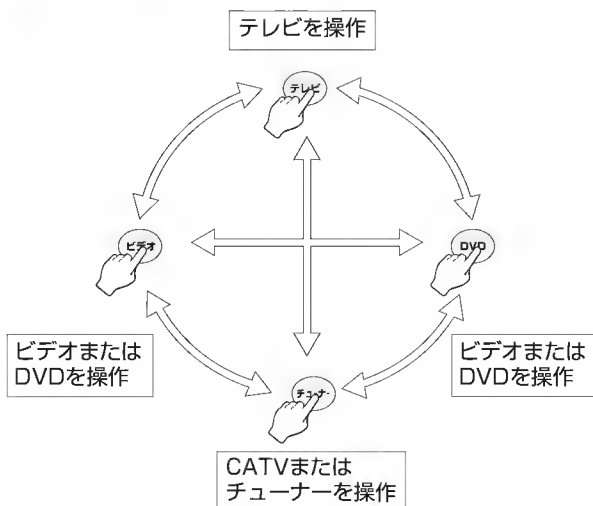 テレビを操作
テレビ
ビデオ
DVD
ビデオまたは
DVDを操作
ビデオまたは
DVDを操作
チューナー
CATVまたは
チューナーを操作